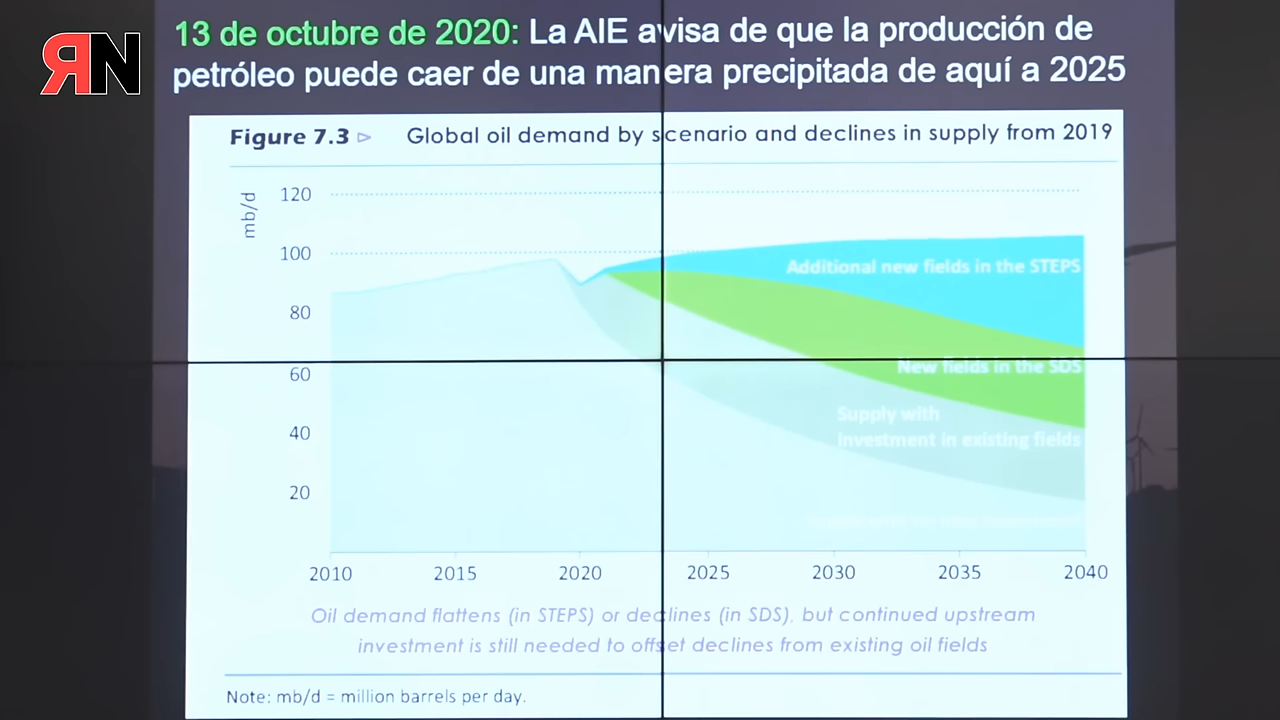 ЯN
13 de octubre de 2020: La AIE avisa de que la producción de
petróleo puede caer de una manera precipitada de aquí a 2025
Figure 7.3 ▷ Global oil demand by scenario and declines in supply from 2019
mb/d
120
100
80
60
40
20
Additional new fields in the STEPS
New fields in the SDS
Supply with
investment in existing fields
2010 2015 2020 2025 2030 2035 2040
Oil demand flattens (in STEPS) or declines (in SDS), but continued upstream
investment is still needed to offset declines from existing oil fields
Note: mb/d = million barrels per day.